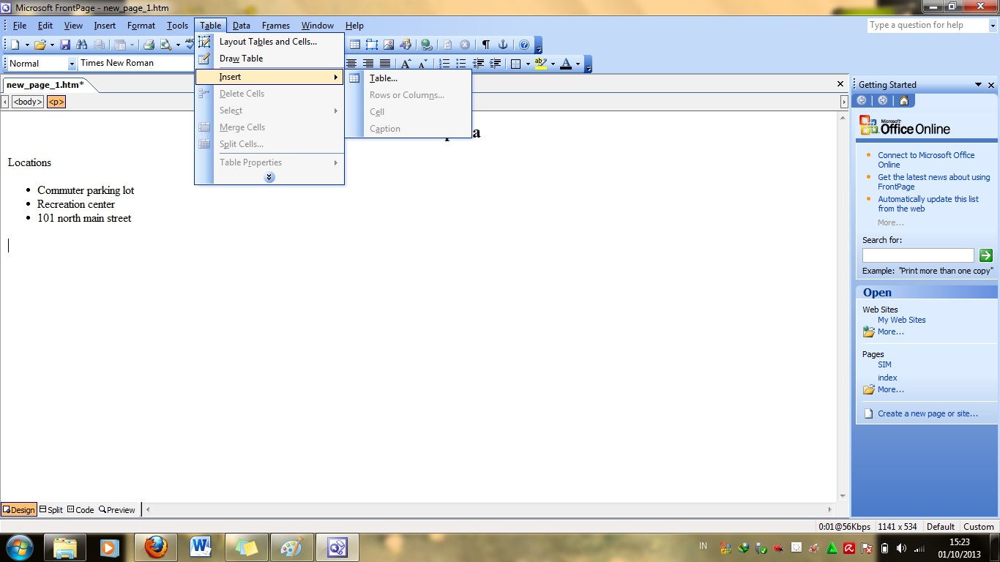 Microsoft FrontPage - new_page_1.htm
File Edit View Insert Format Tools Table Data Frames Window Help
Type a question for help
Normal
Times New Roman
Layout Tables and Cells...
Draw Table
Insert
Delete Cells
Select
Merge Cells
Split Cells...
Table Properties
Table...
Rows or Columns...
Cell
Caption
new_page_1.htm*
<body> <p>
Locations
• Commuter parking lot
• Recreation center
• 101 north main street
Getting Started
Microsoft
Office Online
• Connect to Microsoft Office
Online
• Get the latest news about using
FrontPage
• Automatically update this list
from the web
More...
Search for:
Example: "Print more than one copy"
Open
Web Sites
My Web Sites
More...
Pages
SIM
index
More...
Create a new page or site...
Design Split Code Preview
0:01@56Kbps 1141 x 534 Default Custom
IN
15:23
01/10/2013